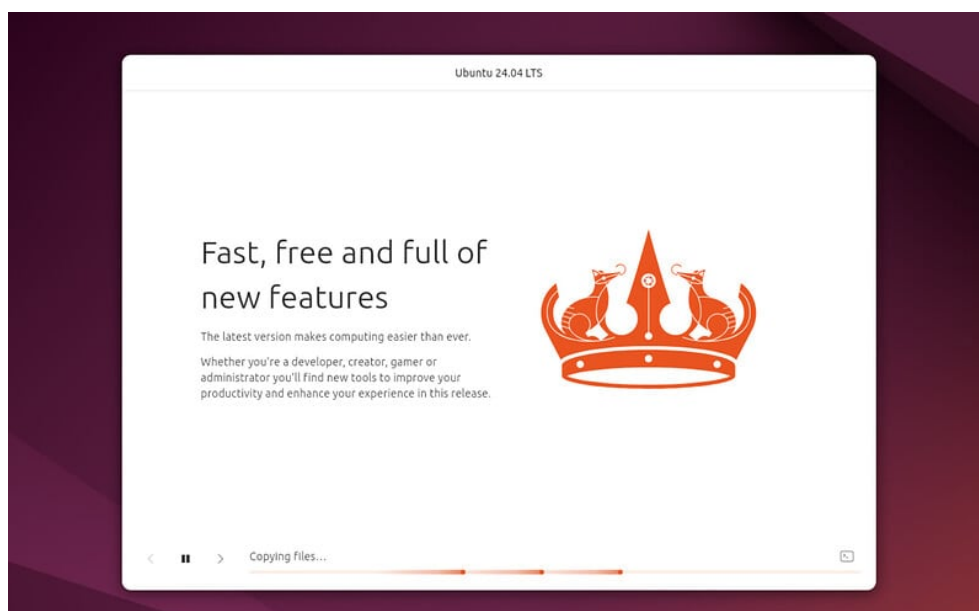 Ubuntu 24.04 LTS
Fast, free and full of
new features
The latest version makes computing easier than ever.
Whether you're a developer, creator, gamer or
administrator you'll find new tools to improve your
productivity and enhance your experience in this release.
Copying files...